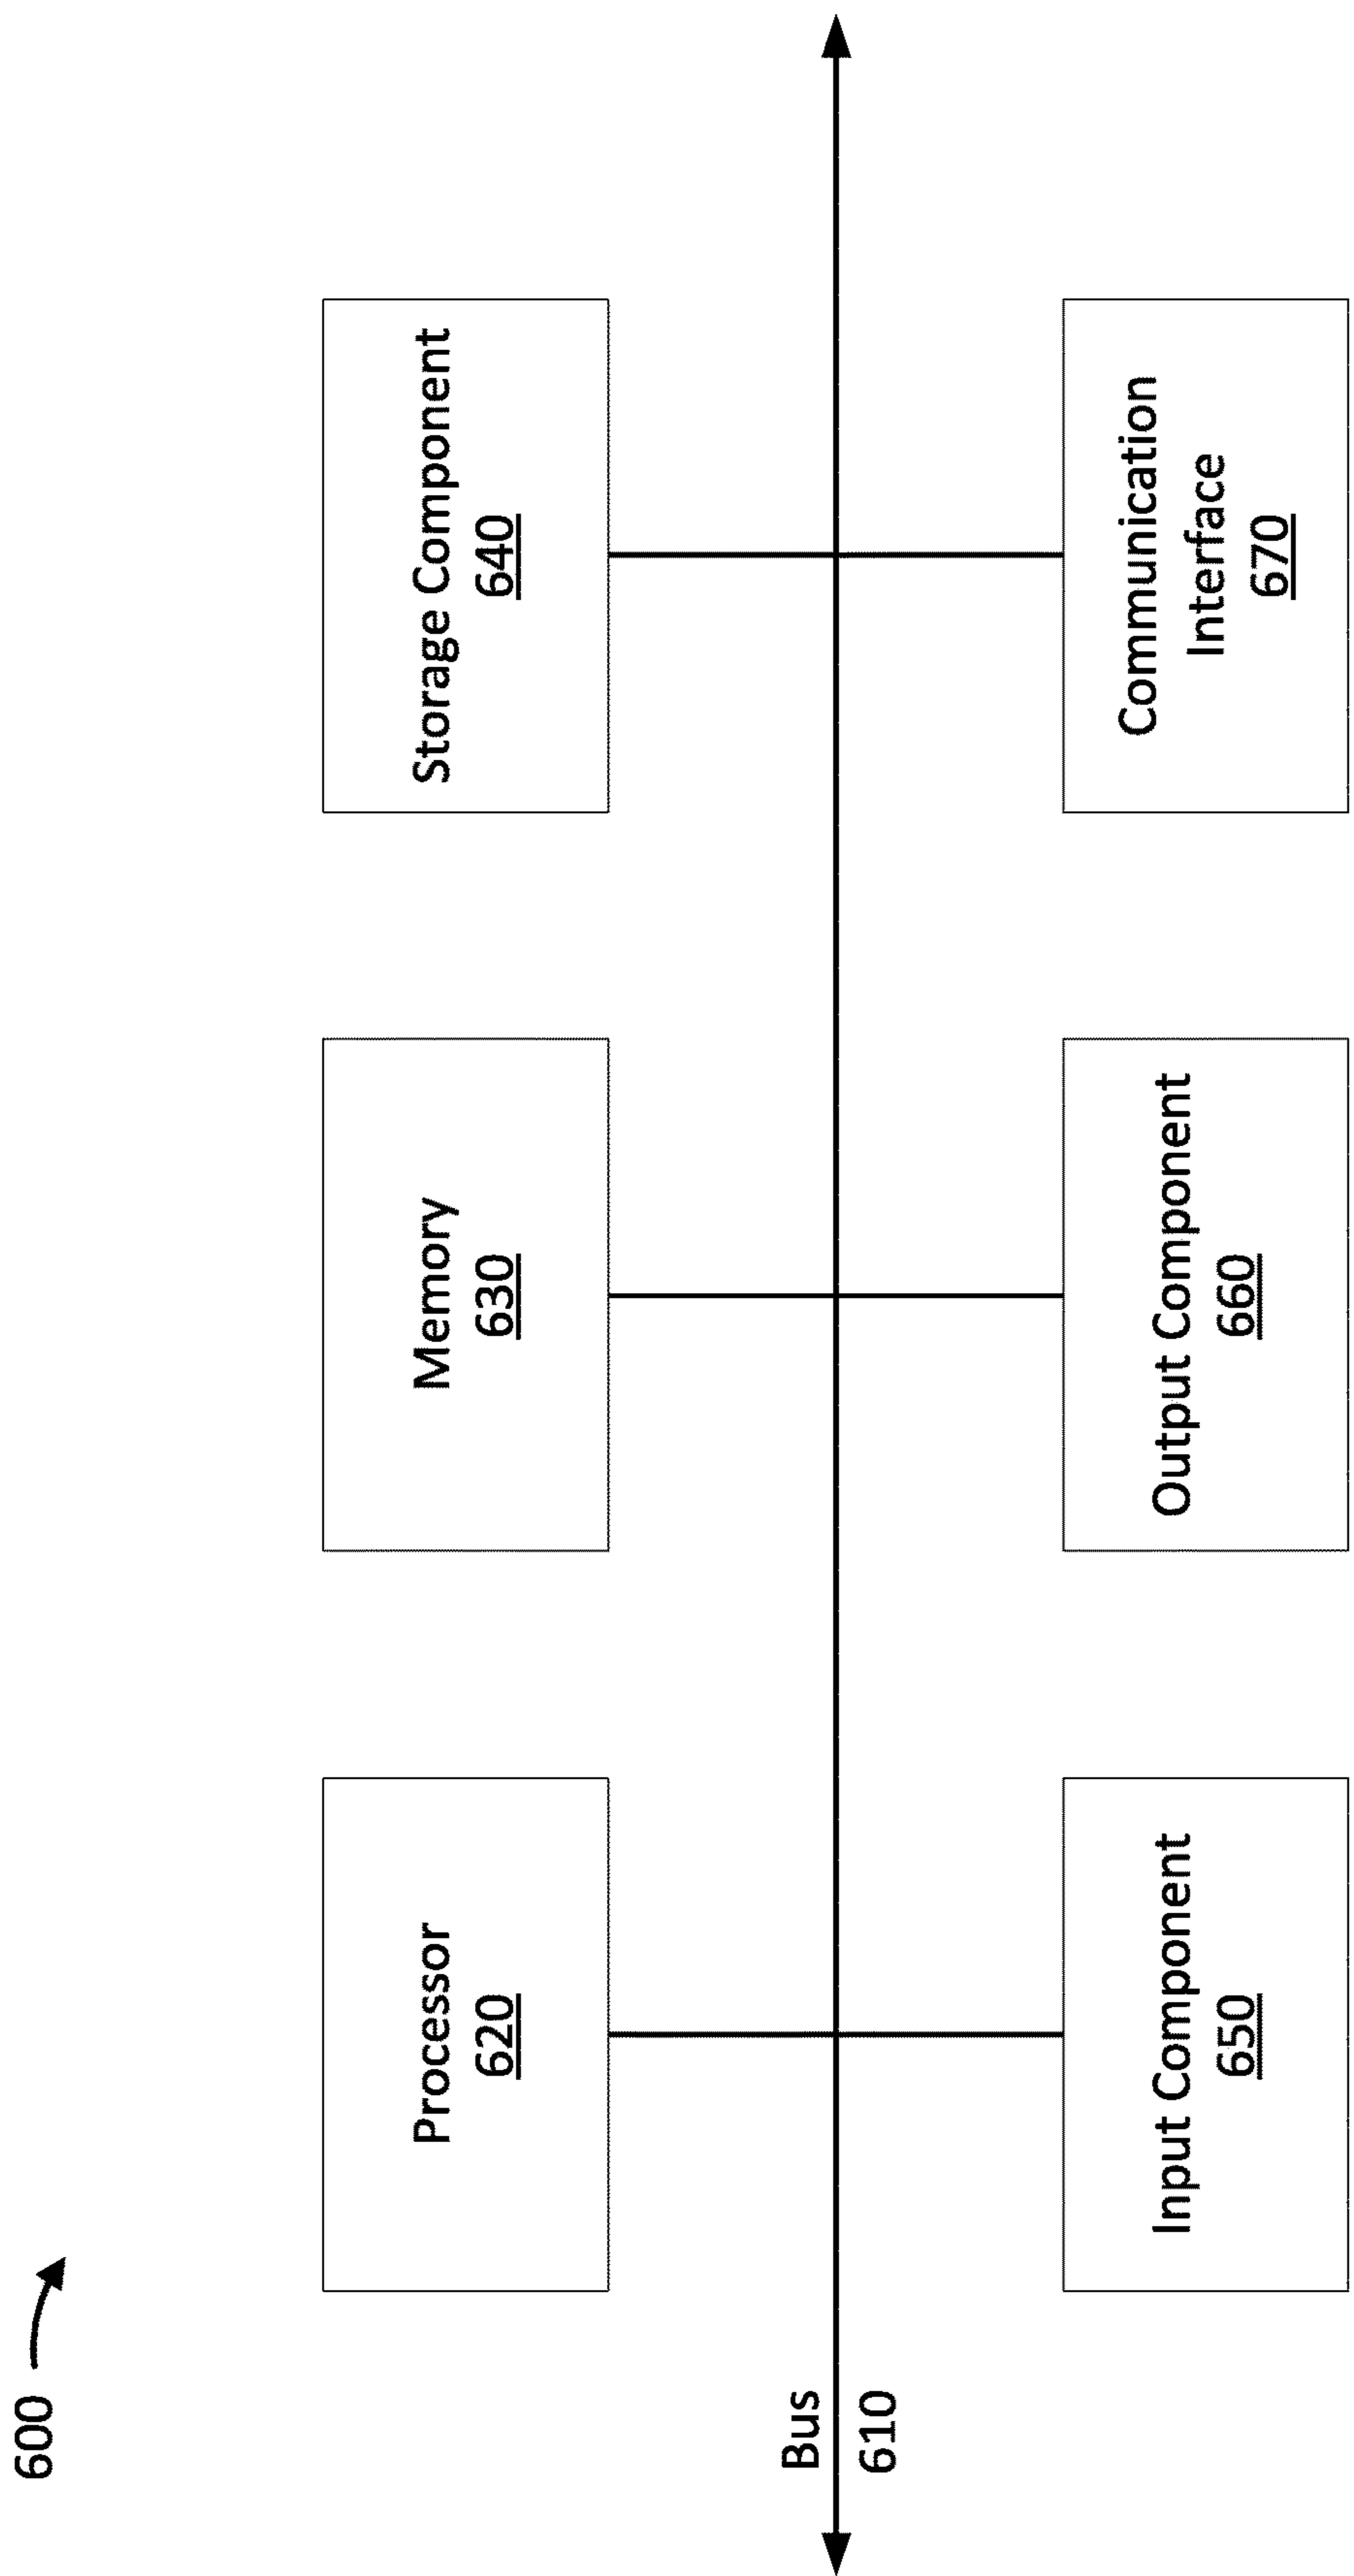 600
Processor
620
Memory
630
Storage Component
640
Bus
610
Input Component
650
Output Component
660
Communication
Interface
670